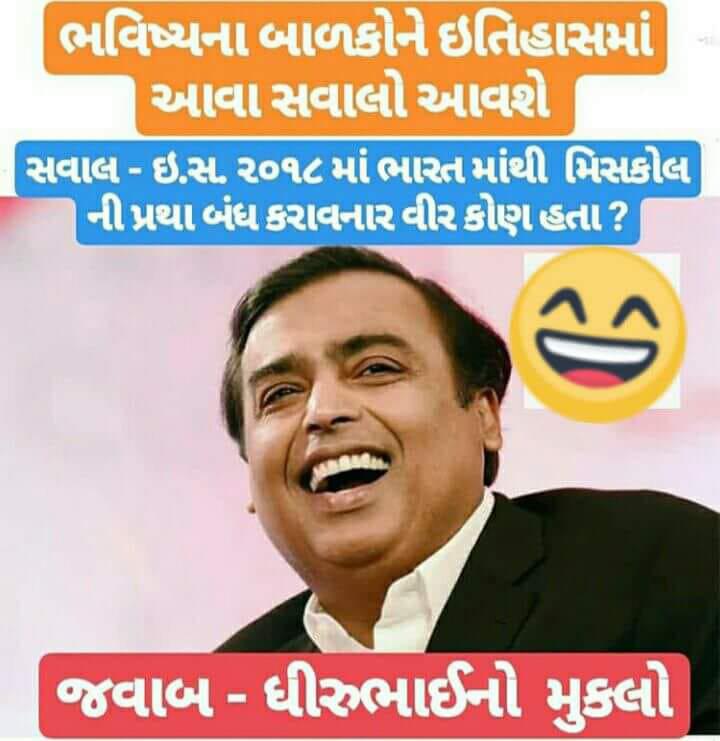 ભવિષ્યના બાળકોને ઇતિહાસમાં
આવા સવાલો આવશે
સવાલ - ઇ.સ. ૨૦૧૮ માં ભારત માંથી મિસકોલ
ની પ્રથા બંધ કરાવનાર વીર કોણ હતા ?
જવાબ - ધીરુભાઈનો મુકલો